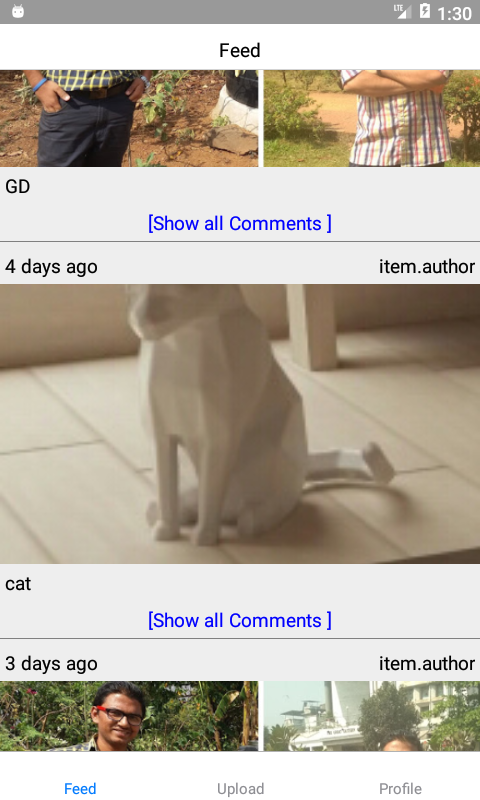 LTE 1:30
Feed
GD
[Show all Comments ]
4 days ago item.author
cat
[Show all Comments ]
3 days ago item.author
Feed Upload Profile